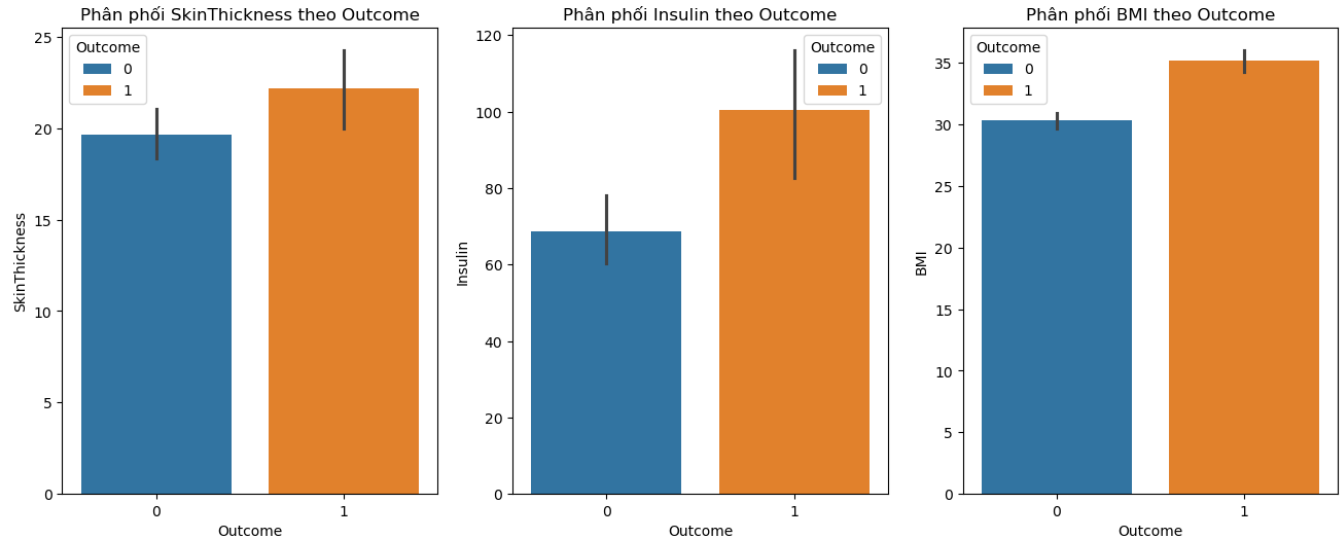 Phân phối SkinThickness theo Outcome
25
20
15
10
5
0
SkinThickness
Outcome
0
1
0
1
Outcome
Phân phối Insulin theo Outcome
120
100
80
60
40
20
0
Insulin
Outcome
0
1
0
1
Outcome
Phân phối BMI theo Outcome
35
30
25
20
15
10
5
0
BMI
Outcome
0
1
0
1
Outcome